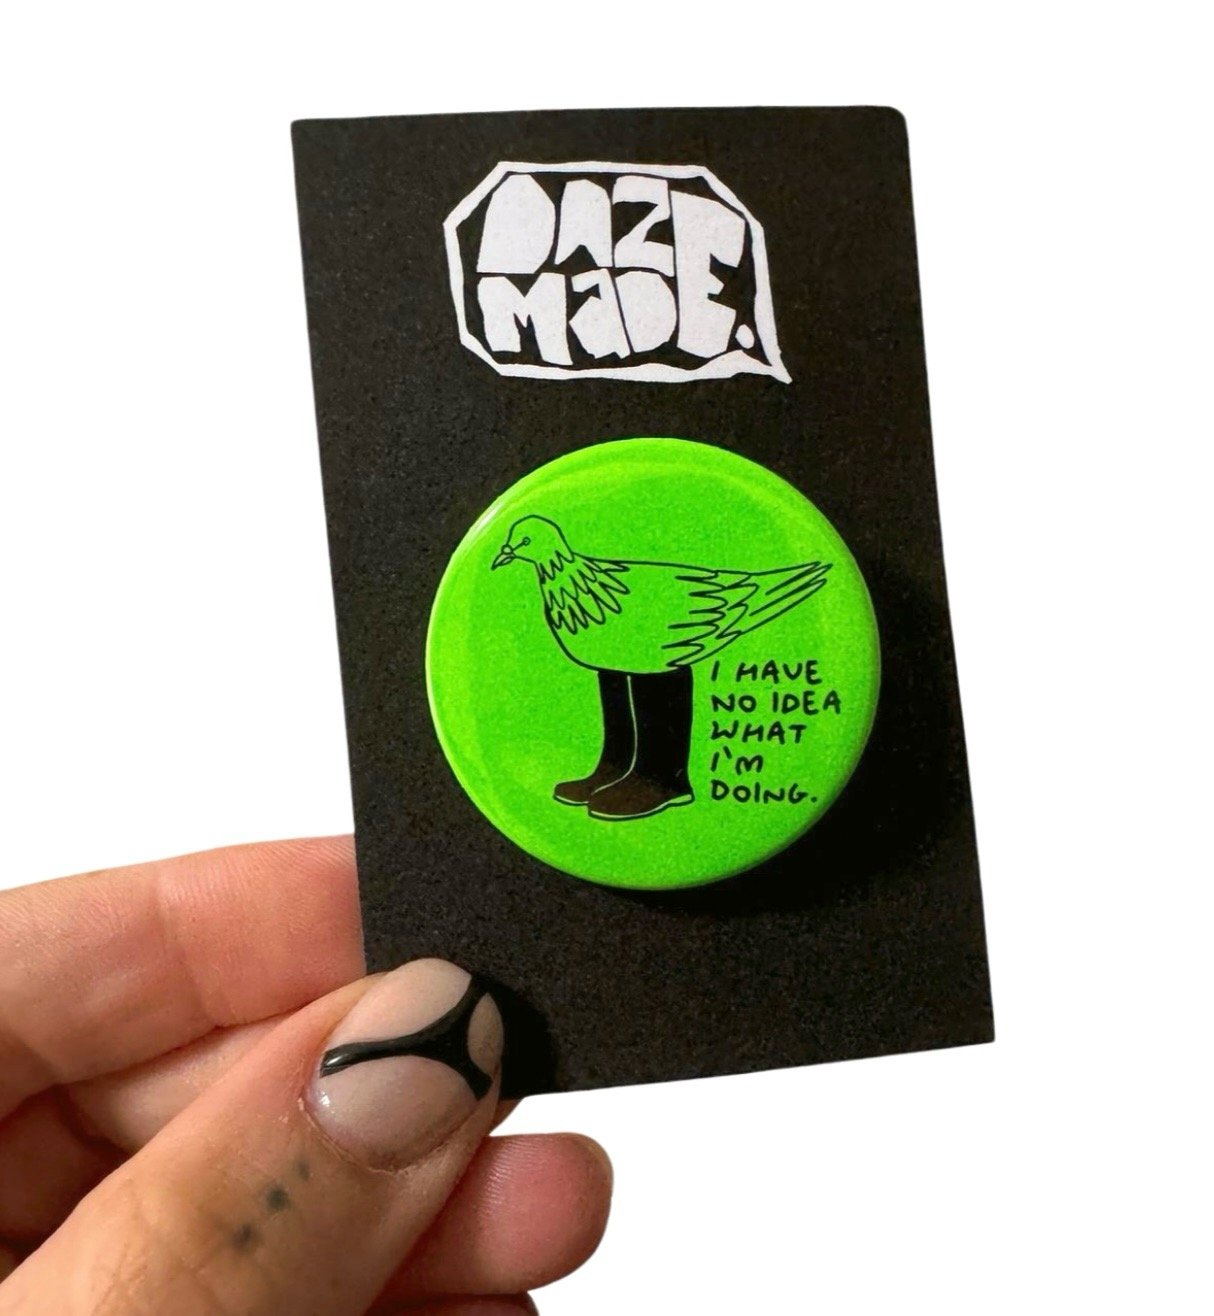 DAZE
MADE.
I HAVE
NO IDEA
WHAT
I'M
DOING.